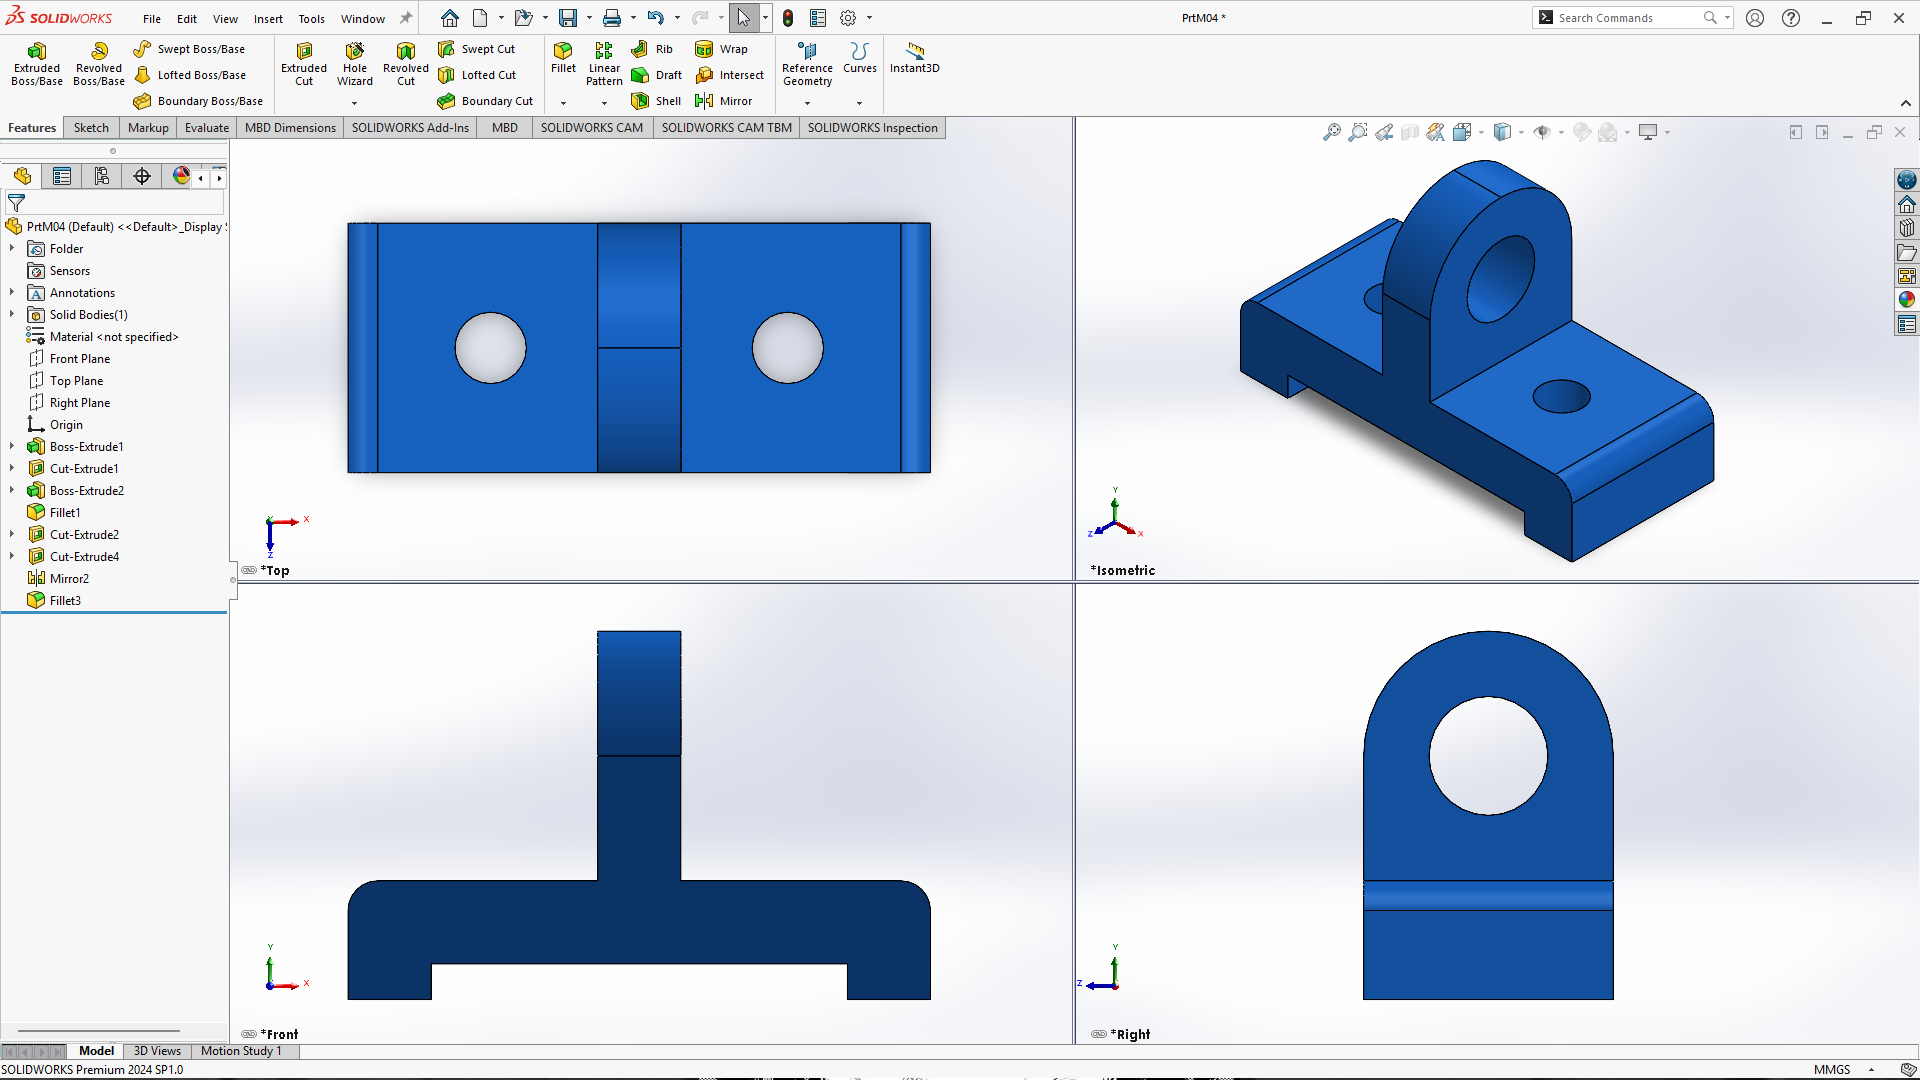 SOLIDWORKS File Edit View Insert Tools Window PrtM04 * Search Commands
Extruded Boss/Base
Revolved Boss/Base
Swept Boss/Base
Lofted Boss/Base
Boundary Boss/Base
Extruded Cut
Hole Wizard
Revolved Cut
Swept Cut
Lofted Cut
Boundary Cut
Fillet
Linear Pattern
Rib
Draft
Shell
Wrap
Intersect
Mirror
Reference Geometry
Curves
Instant3D
Features Sketch Markup Evaluate MBD Dimensions SOLIDWORKS Add-Ins MBD SOLIDWORKS CAM SOLIDWORKS CAM TBM SOLIDWORKS Inspection
PrtM04 (Default) <<Default>_Display
Folder
Sensors
Annotations
Solid Bodies(1)
Material <not specified>
Front Plane
Top Plane
Right Plane
Origin
Boss-Extrude1
Cut-Extrude1
Boss-Extrude2
Fillet1
Cut-Extrude2
Cut-Extrude4
Mirror2
Fillet3
X
Z
*Top
Y
Z
X
*Isometric
Y
X
*Front
Y
Z
*Right
Model 3D Views Motion Study 1
SOLIDWORKS Premium 2024 SP1.0 MMGS